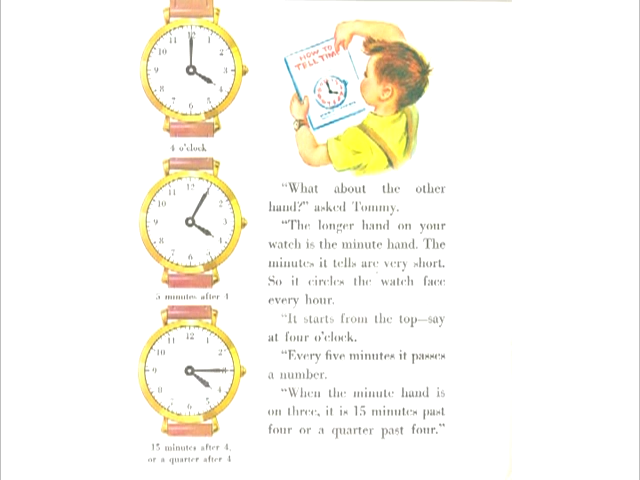 HOW TO
TELL TIME
4 o'clock
5 minutes after 4
15 minutes after 4,
or a quarter after 4
"What about the other
hand?" asked Tommy.
"The longer hand on your
watch is the minute hand. The
minutes it tells are very short.
So it circles the watch face
every hour.
"It starts from the top—say
at four o'clock.
"Every five minutes it passes
a number.
"When the minute hand is
on three, it is 15 minutes past
four or a quarter past four."